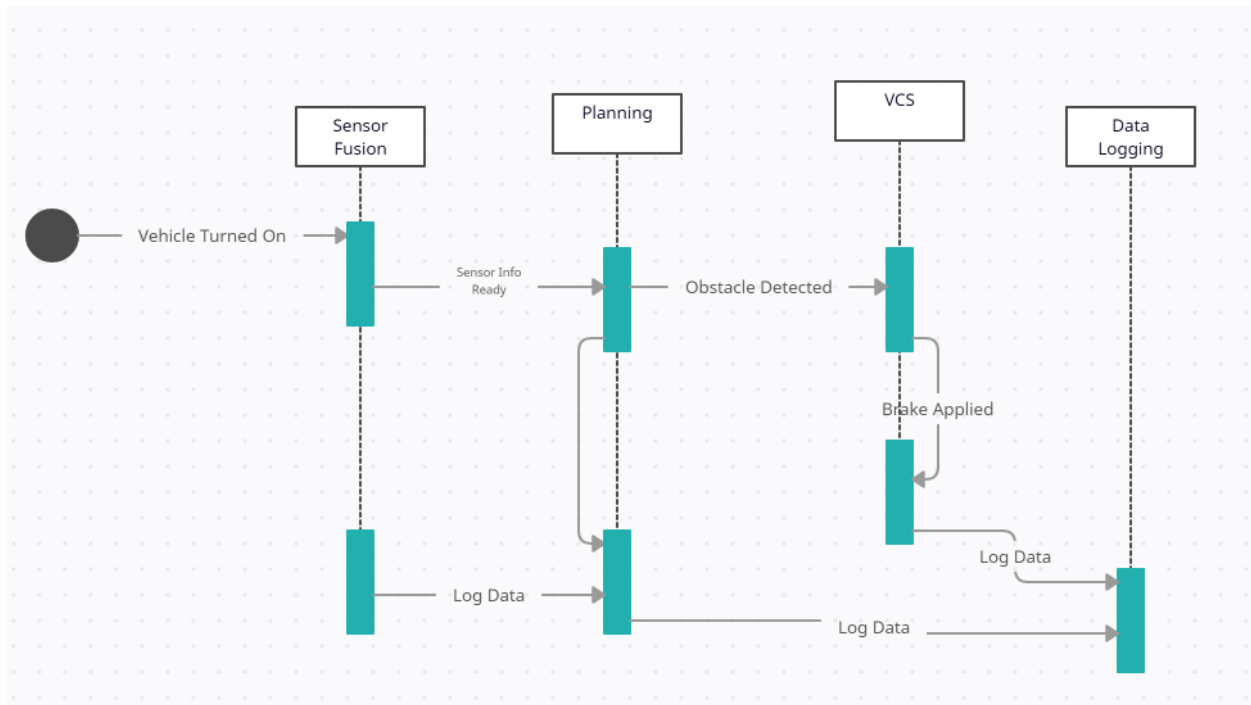 VCS
Planning
Sensor
Fusion
Data
Logging
Vehicle Turned On
Sensor Info
Ready
Obstacle Detected
Brake Applied
Log Data
Log Data
Log Data